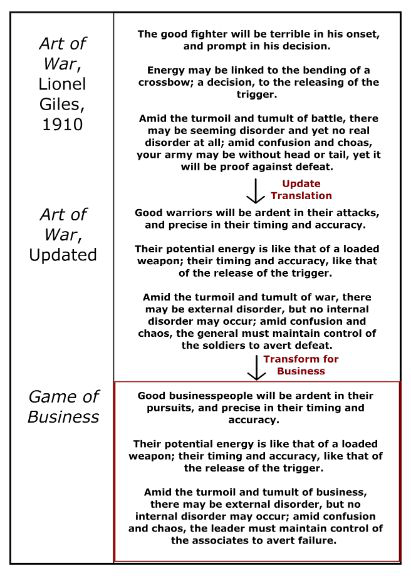 Art of
War,
Lionel
Giles,
1910
The good fighter will be terrible in his onset,
and prompt in his decision.
Energy may be linked to the bending of a
crossbow; a decision, to the releasing of the
trigger.
Amid the turmoil and tumult of battle, there
may be seeming disorder and yet no real
disorder at all; amid confusion and choas,
your army may be without head or tail, yet it
will be proof against defeat.
Update
Translation
Art of
War,
Updated
Good warriors will be ardent in their attacks,
and precise in their timing and accuracy.
Their potential energy is like that of a loaded
weapon; their timing and accuracy, like that
of the release of the trigger.
Amid the turmoil and tumult of war, there
may be external disorder, but no internal
disorder may occur; amid confusion and
chaos, the general must maintain control of
the soldiers to avert defeat.
Transform for
Business
Game of
Business
Good businesspeople will be ardent in their
pursuits, and precise in their timing and
accuracy.
Their potential energy is like that of a loaded
weapon; their timing and accuracy, like that of
the release of the trigger.
Amid the turmoil and tumult of business,
there may be external disorder, but no
internal disorder may occur; amid confusion
and chaos, the leader must maintain control of
the associates to avert failure.